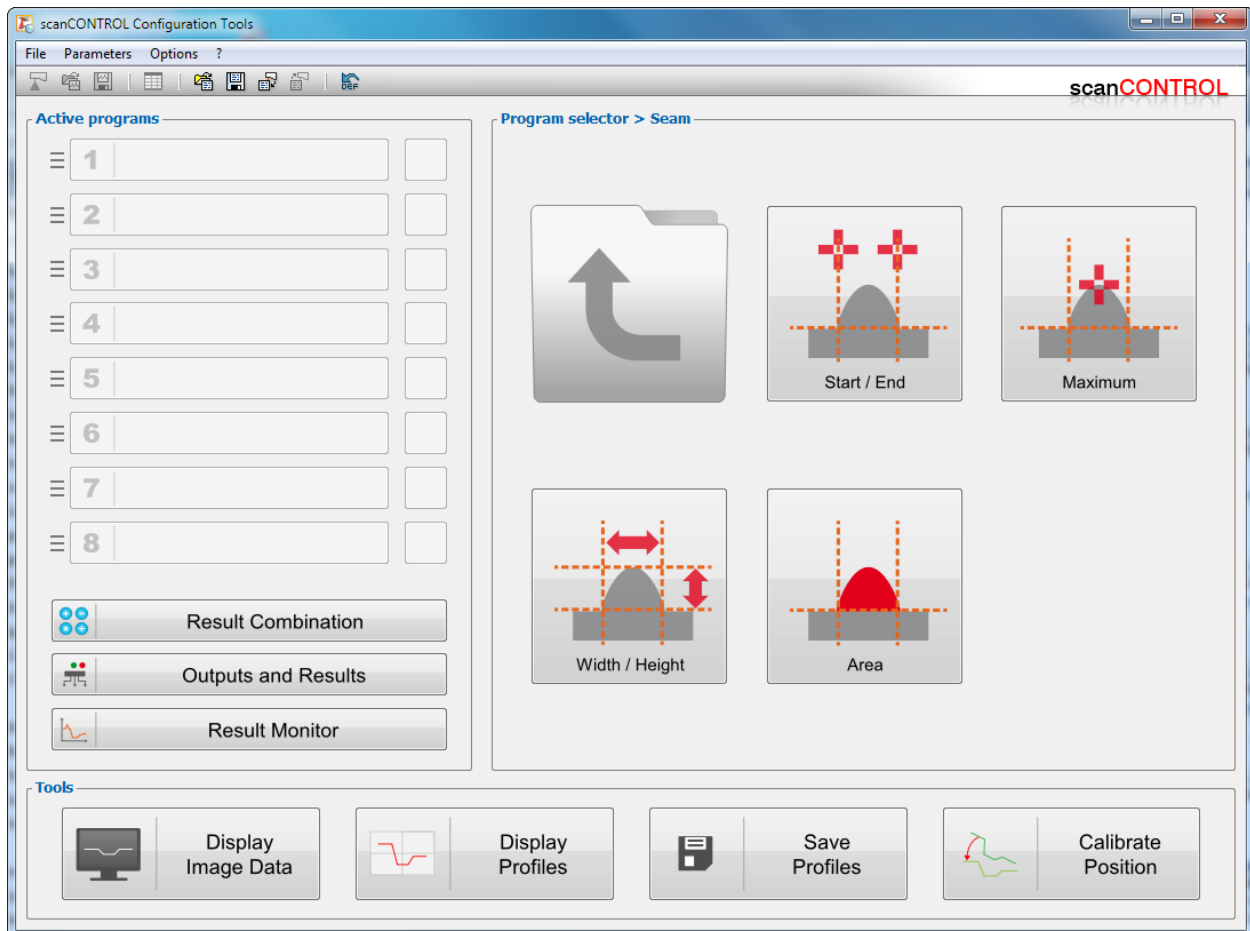 scanCONTROL Configuration Tools
File Parameters Options ?
DEF
scanCONTROL
Active programs
1
2
3
4
5
6
7
8
Result Combination
Outputs and Results
Result Monitor
Program selector > Seam
Start / End
Maximum
Width / Height
Area
Tools
Display
Image Data
Display
Profiles
Save
Profiles
Calibrate
Position